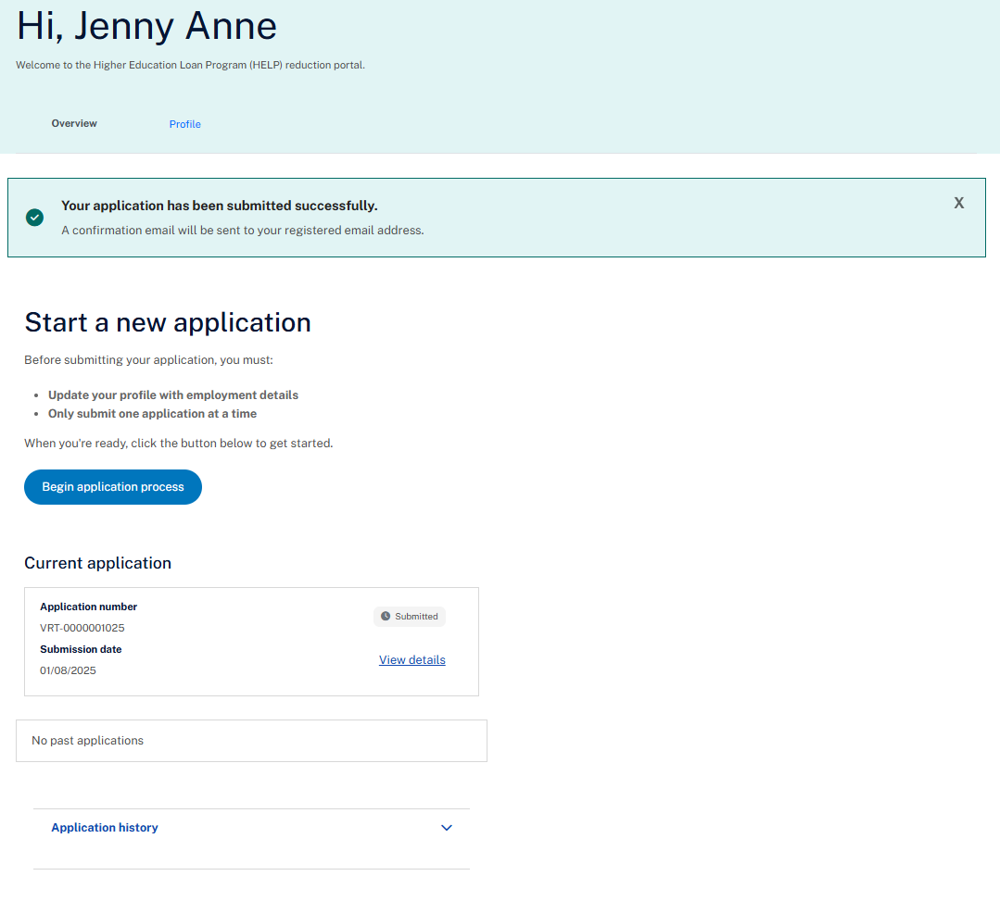 Hi, Jenny Anne
Welcome to the Higher Education Loan Program (HELP) reduction portal.
Overview
Profile
Your application has been submitted successfully.
X
A confirmation email will be sent to your registered email address.
Start a new application
Before submitting your application, you must:
• Update your profile with employment details
• Only submit one application at a time
When you're ready, click the button below to get started.
Begin application process
Current application
Application number
Submitted
VRT-0000001025
Submission date
View details
01/08/2025
No past applications
Application history